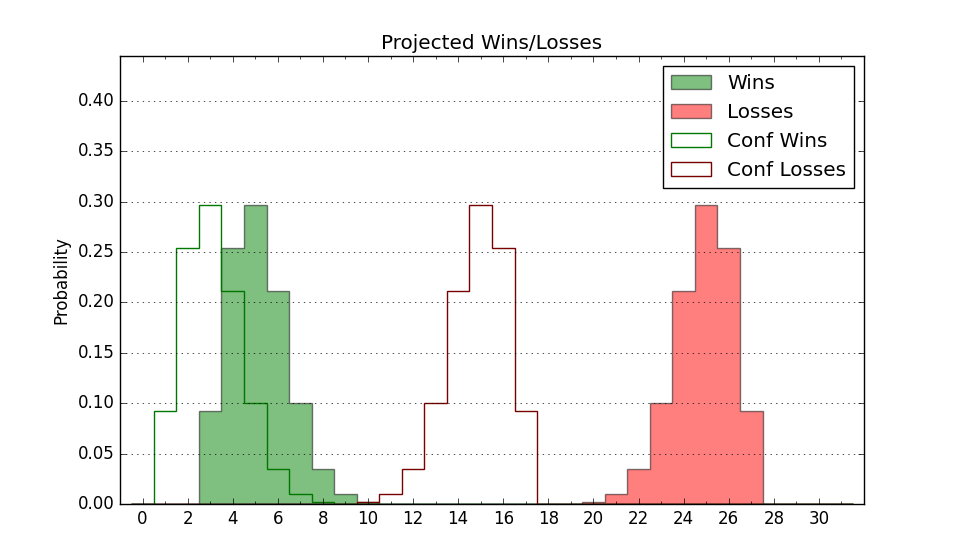 Projected Wins/Losses
Wins
Losses
Conf Wins
Conf Losses
Probability
0.40
0.35
0.30
0.25
0.20
0.15
0.10
0.05
0.00
0 2 4 6 8 10 12 14 16 18 20 22 24 26 28 30